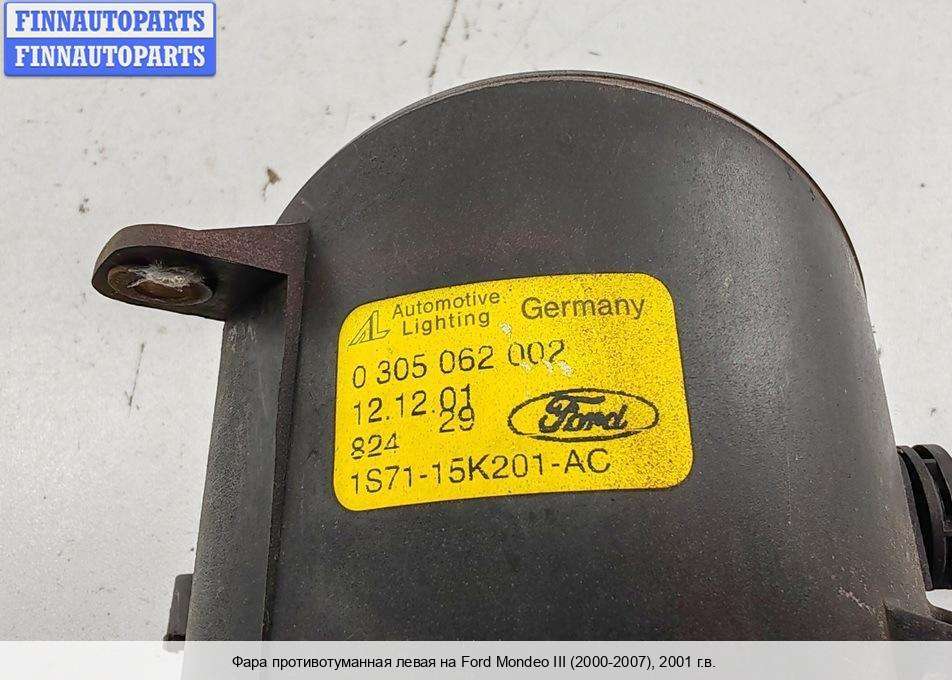 FINNAUTOPARTS
FINNAUTOPARTS
AL Automotive Lighting Germany
0 305 062 002
12.12.01
824 29
Ford
1S71-15K201-AC
Фара противотуманная левая на Ford Mondeo III (2000-2007), 2001 г.в.